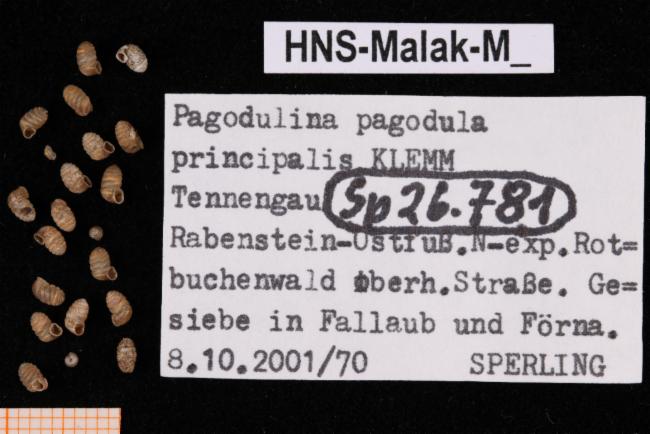 HNS-Malak-M_
Pagodulina pagodula
principalis KLEMM
Tennengau Sp 26.781
Rabenstein-Ostfuß.N-exp.Rot=
buchenwald oberh.Straße. Ge=
siebe in Fallaub und Förna.
8.10.2001/70 SPERLING